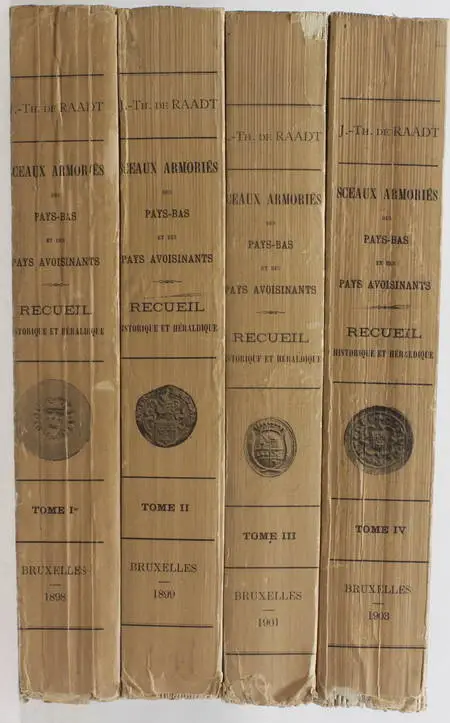 J.-TH. DE RAADT
SCEAUX ARMORIÉS
DES
PAYS-BAS
ET DES
PAYS AVOISINANTS
RECUEIL
HISTORIQUE ET HÉRALDIQUE
TOME Ier
BRUXELLES
1898
J.-TH. DE RAADT
SCEAUX ARMORIÉS
DES
PAYS-BAS
ET DES
PAYS AVOISINANTS
RECUEIL
HISTORIQUE ET HÉRALDIQUE
TOME II
BRUXELLES
1899
J.-TH. DE RAADT
SCEAUX ARMORIÉS
DES
PAYS-BAS
ET DES
PAYS AVOISINANTS
RECUEIL
HISTORIQUE ET HÉRALDIQUE
TOME III
BRUXELLES
1901
J.-TH. DE RAADT
SCEAUX ARMORIÉS
DES
PAYS-BAS
ET DES
PAYS AVOISINANTS
RECUEIL
HISTORIQUE ET HÉRALDIQUE
TOME IV
BRUXELLES
1903